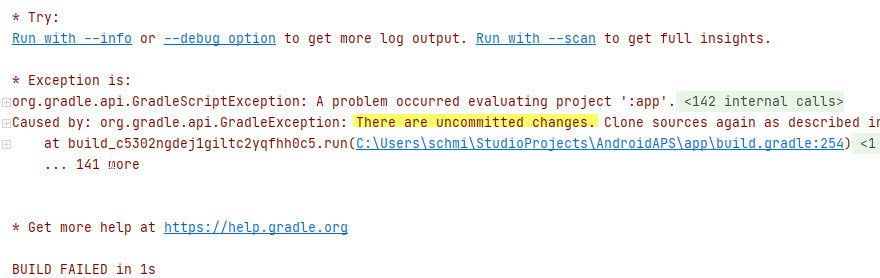 * Try:
Run with --info or --debug option to get more log output. Run with --scan to get full insights.
* Exception is:
org.gradle.api.GradleScriptException: A problem occurred evaluating project ':app'. <142 internal calls>
Caused by: org.gradle.api.GradleException: There are uncommitted changes. Clone sources again as described in
at build_c5302ngdej1giltc2yqfhh0c5.run(C:\Users\schmi\StudioProjects\AndroidAPS\app\build.gradle:254) <1
... 141 more
* Get more help at https://help.gradle.org
BUILD FAILED in 1s